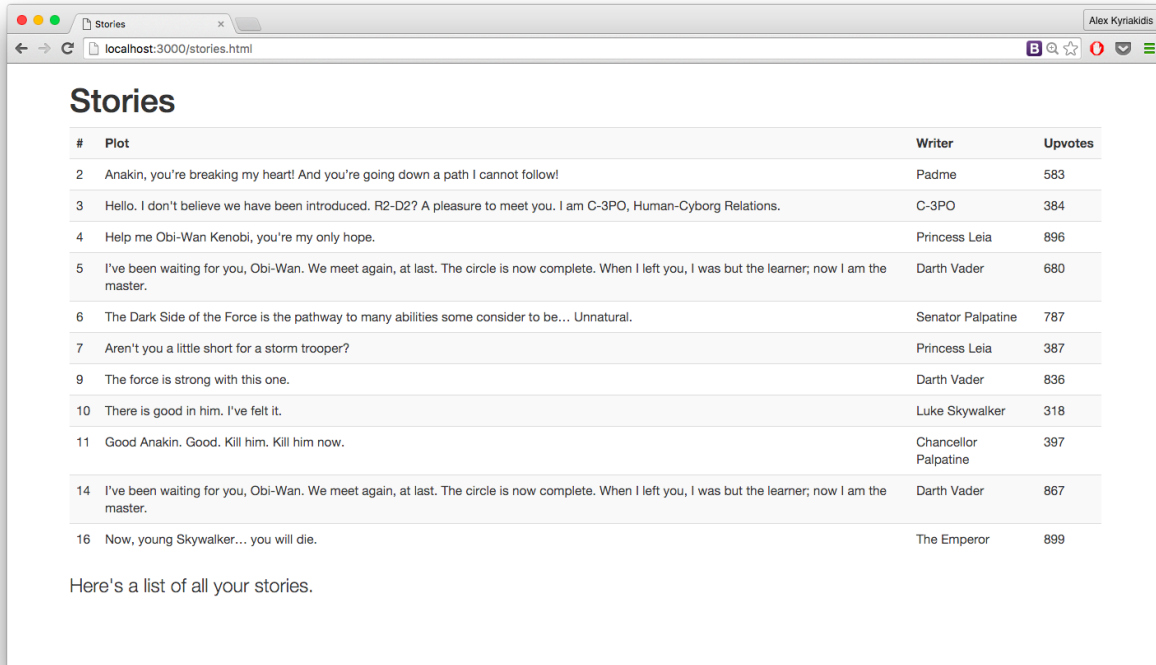 Stories
Alex Kyriakidis
localhost:3000/stories.html
B
Stories
# Plot Writer Upvotes
2 Anakin, you’re breaking my heart! And you’re going down a path I cannot follow! Padme 583
3 Hello. I don't believe we have been introduced. R2-D2? A pleasure to meet you. I am C-3PO, Human-Cyborg Relations. C-3PO 384
4 Help me Obi-Wan Kenobi, you're my only hope. Princess Leia 896
5 I've been waiting for you, Obi-Wan. We meet again, at last. The circle is now complete. When I left you, I was but the learner; now I am the Darth Vader 680
master.
6 The Dark Side of the Force is the pathway to many abilities some consider to be… Unnatural. Senator Palpatine 787
7 Aren't you a little short for a storm trooper? Princess Leia 387
9 The force is strong with this one. Darth Vader 836
10 There is good in him. I've felt it. Luke Skywalker 318
11 Good Anakin. Good. Kill him. Kill him now. Chancellor 397
Palpatine
14 I've been waiting for you, Obi-Wan. We meet again, at last. The circle is now complete. When I left you, I was but the learner; now I am the Darth Vader 867
master.
16 Now, young Skywalker… you will die. The Emperor 899
Here's a list of all your stories.